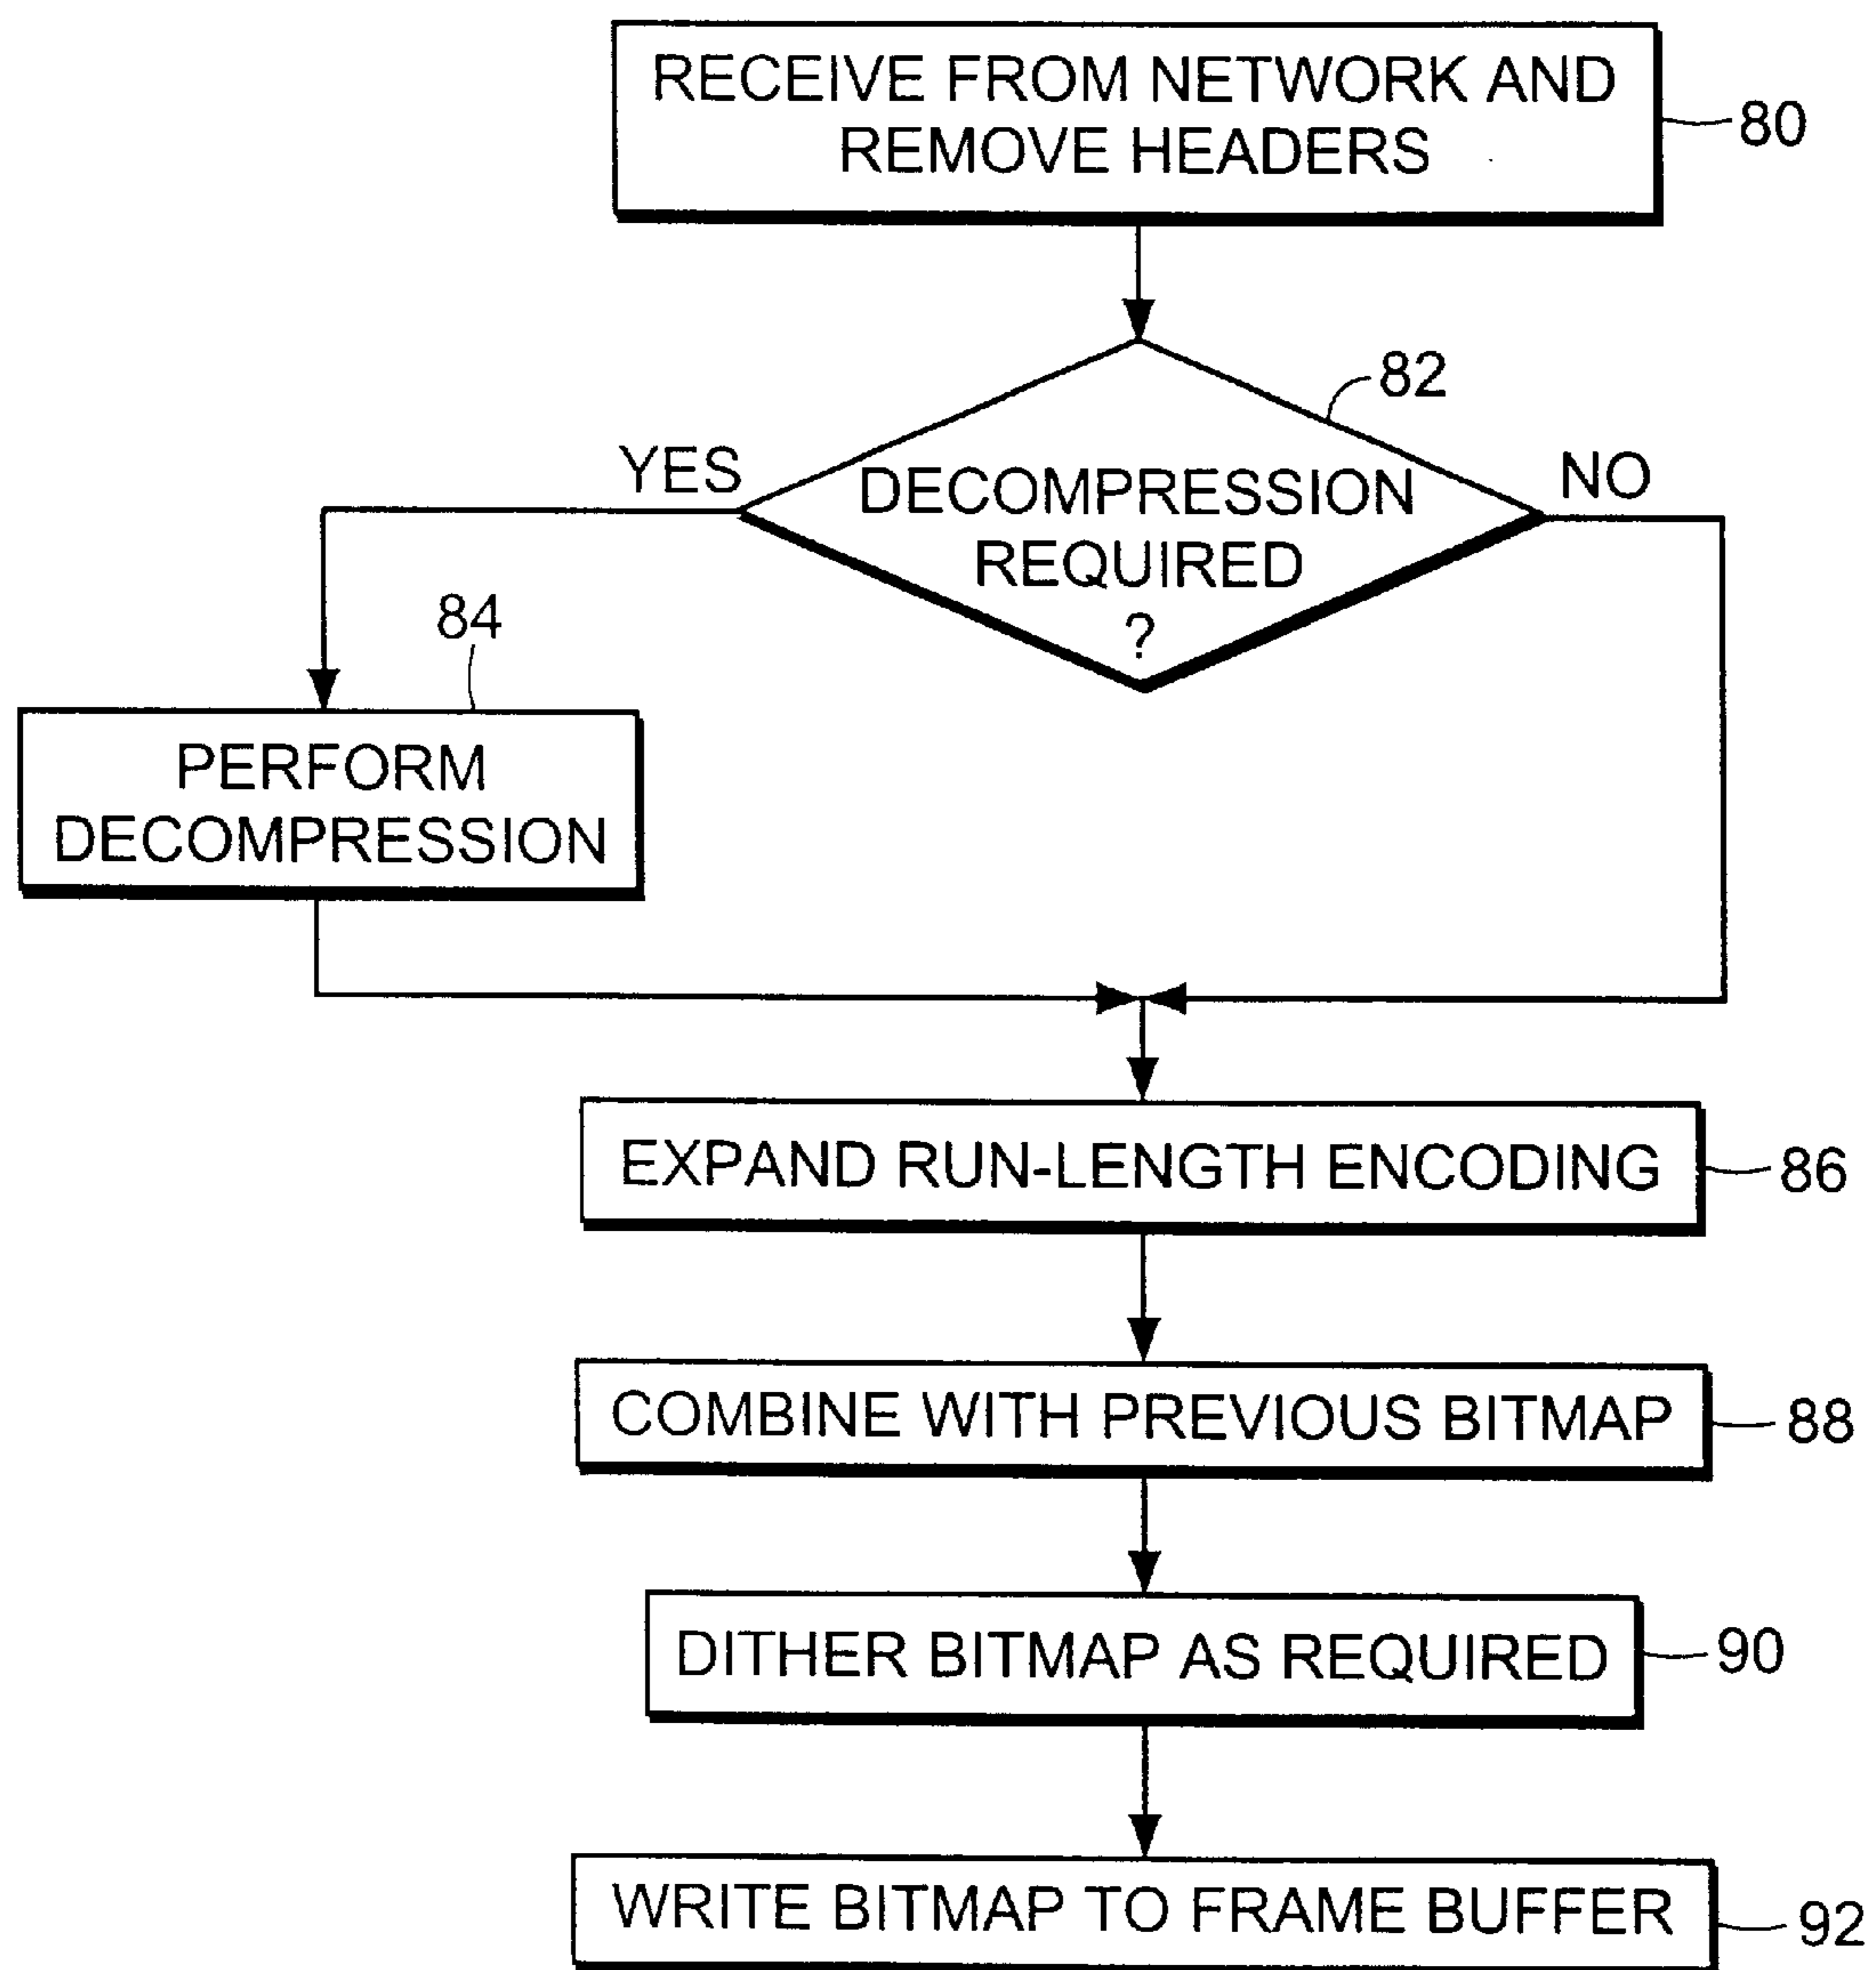 RECEIVE FROM NETWORK AND
REMOVE HEADERS
80
82
YES
DECOMPRESSION
REQUIRED
?
NO
84
PERFORM
DECOMPRESSION
EXPAND RUN-LENGTH ENCODING
86
COMBINE WITH PREVIOUS BITMAP
88
DITHER BITMAP AS REQUIRED
90
WRITE BITMAP TO FRAME BUFFER
92